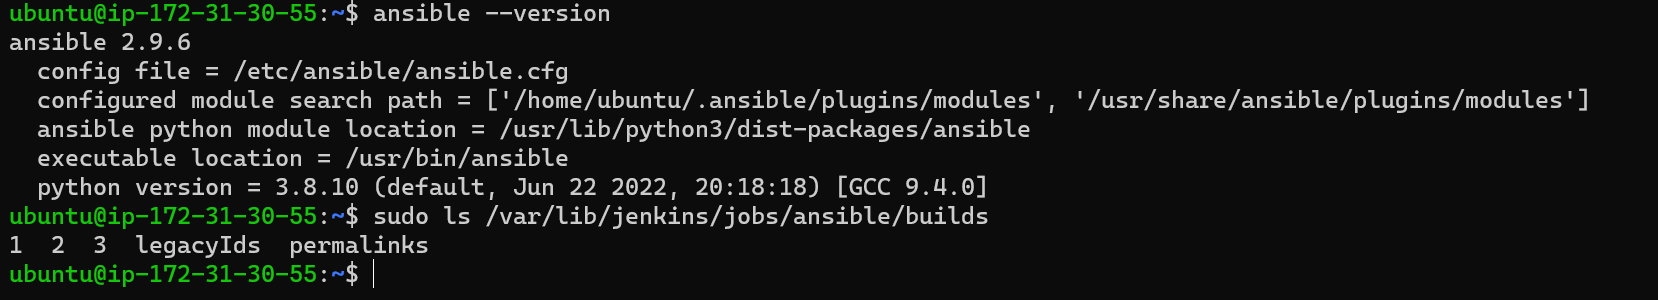 ubuntu@ip-172-31-30-55:~$ ansible --version
ansible 2.9.6
  config file = /etc/ansible/ansible.cfg
  configured module search path = ['/home/ubuntu/.ansible/plugins/modules', '/usr/share/ansible/plugins/modules']
  ansible python module location = /usr/lib/python3/dist-packages/ansible
  executable location = /usr/bin/ansible
  python version = 3.8.10 (default, Jun 22 2022, 20:18:18) [GCC 9.4.0]
ubuntu@ip-172-31-30-55:~$ sudo ls /var/lib/jenkins/jobs/ansible/builds
1  2  3  legacyIds  permalinks
ubuntu@ip-172-31-30-55:~$